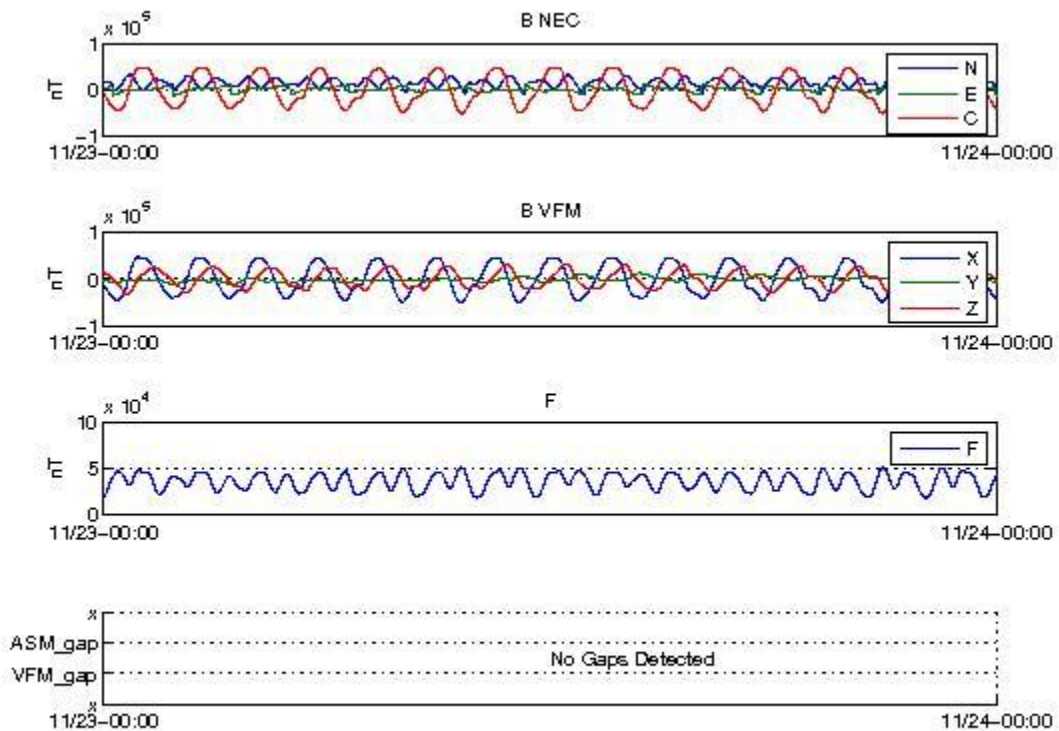 B NEC
x 10^5
1
0
-1
nT
N
E
C
11/23-00:00
11/24-00:00
B VFM
x 10^5
1
0
-1
nT
X
Y
Z
11/23-00:00
11/24-00:00
F
x 10^4
10
5
0
nT
F
11/23-00:00
11/24-00:00
x
ASM_gap
No Gaps Detected
VFM_gap
x
11/23-00:00
11/24-00:00